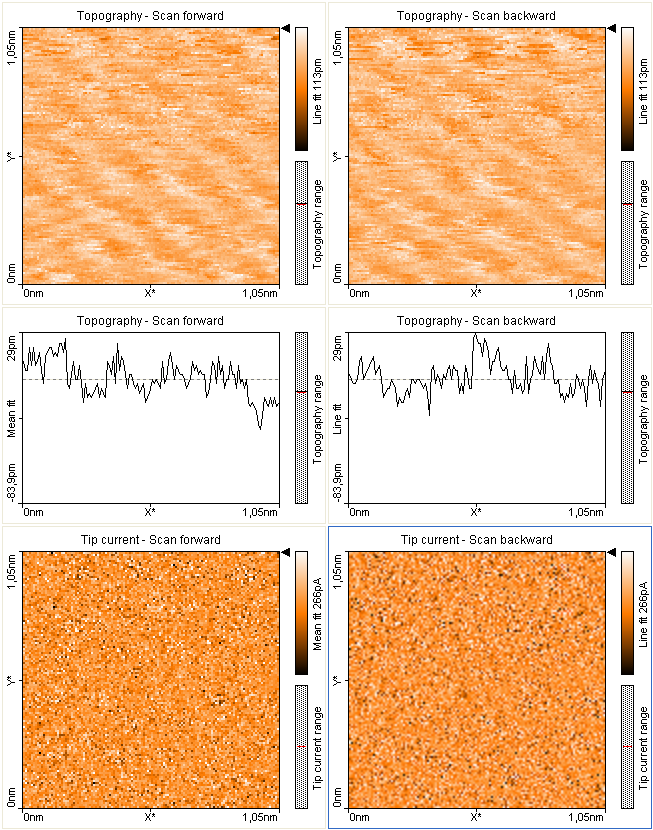 Topography - Scan forward
1,05nm
Y*
0nm
0nm
X*
1,05nm
Line fit 113pm
Topography range
Topography - Scan backward
1,05nm
Y*
0nm
0nm
X*
1,05nm
Line fit 113pm
Topography range
Topography - Scan forward
29pm
Mean fit
-83,9pm
0nm
X*
1,05nm
Topography range
Topography - Scan backward
29pm
Line fit
-83,9pm
0nm
X*
1,05nm
Topography range
Tip current - Scan forward
1,05nm
Y*
0nm
0nm
X*
1,05nm
Mean fit 266pA
Tip current range
Tip current - Scan backward
1,05nm
Y*
0nm
0nm
X*
1,05nm
Line fit 266pA
Tip current range